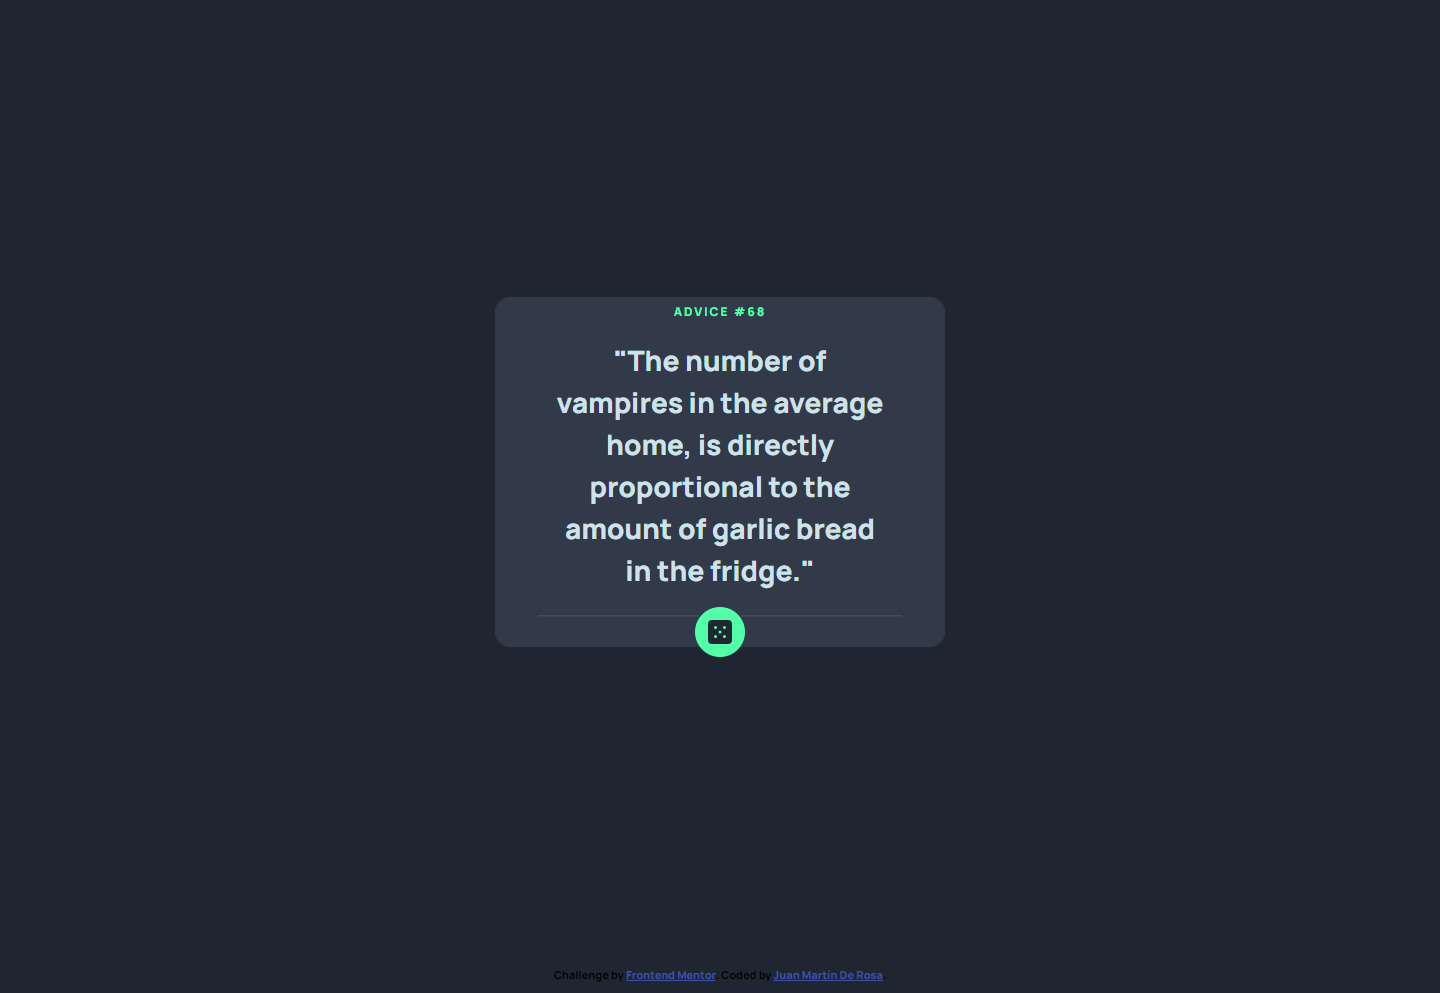 ADVICE #68
"The number of
vampires in the average
home, is directly
proportional to the
amount of garlic bread
in the fridge."
Challenge by Frontend Mentor. Coded by Juan Martín De Rosa.